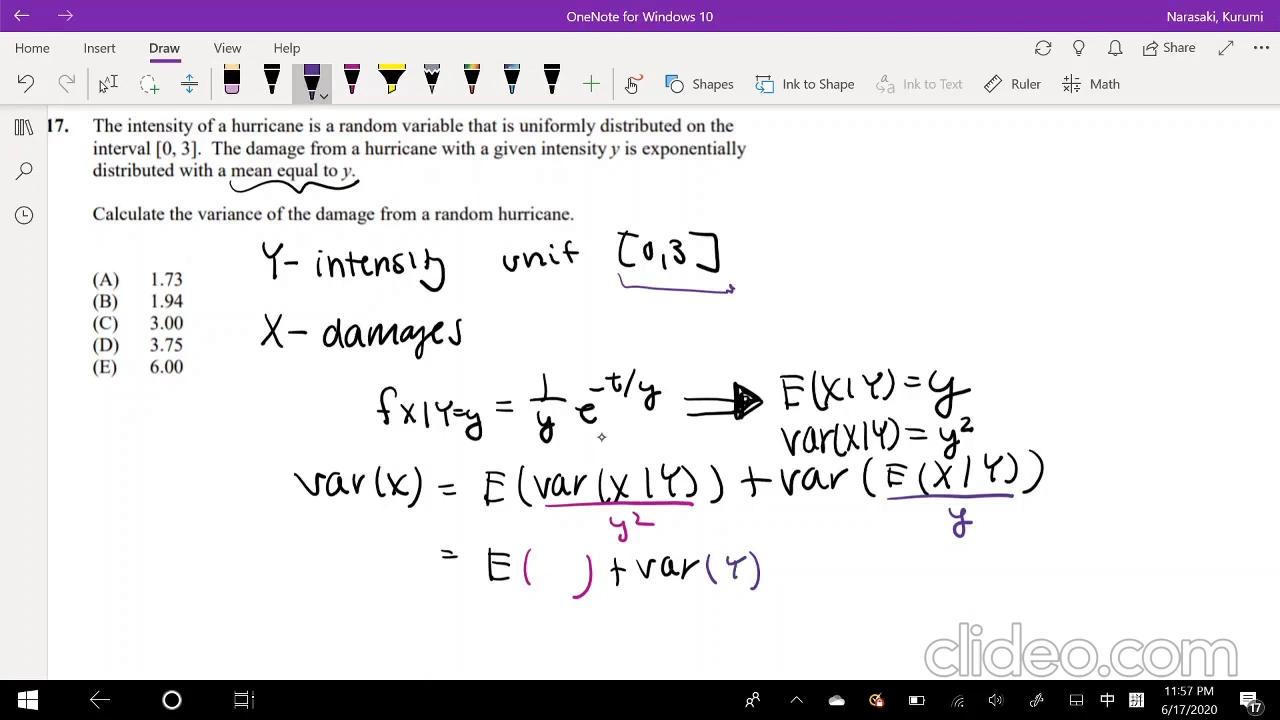 OneNote for Windows 10
Narasaki, Kurumi
Home Insert Draw View Help
Share
Shapes Ink to Shape Ink to Text Ruler Math
17. The intensity of a hurricane is a random variable that is uniformly distributed on the
interval [0, 3]. The damage from a hurricane with a given intensity y is exponentially
distributed with a mean equal to y.
Calculate the variance of the damage from a random hurricane.
(A) 1.73
(B) 1.94
(C) 3.00
(D) 3.75
(E) 6.00
Y- intensity unif [0,3]
X- damages
fX|Y=y = 1/y e^-t/y ⟹ E(X|Y) = y
var(X|Y) = y²
var(X) = E(var(X|Y)) + var(E(X|Y))
y² y
= E( ) + var(Y)
clideo.com
中 拼
11:57 PM
6/17/2020
17